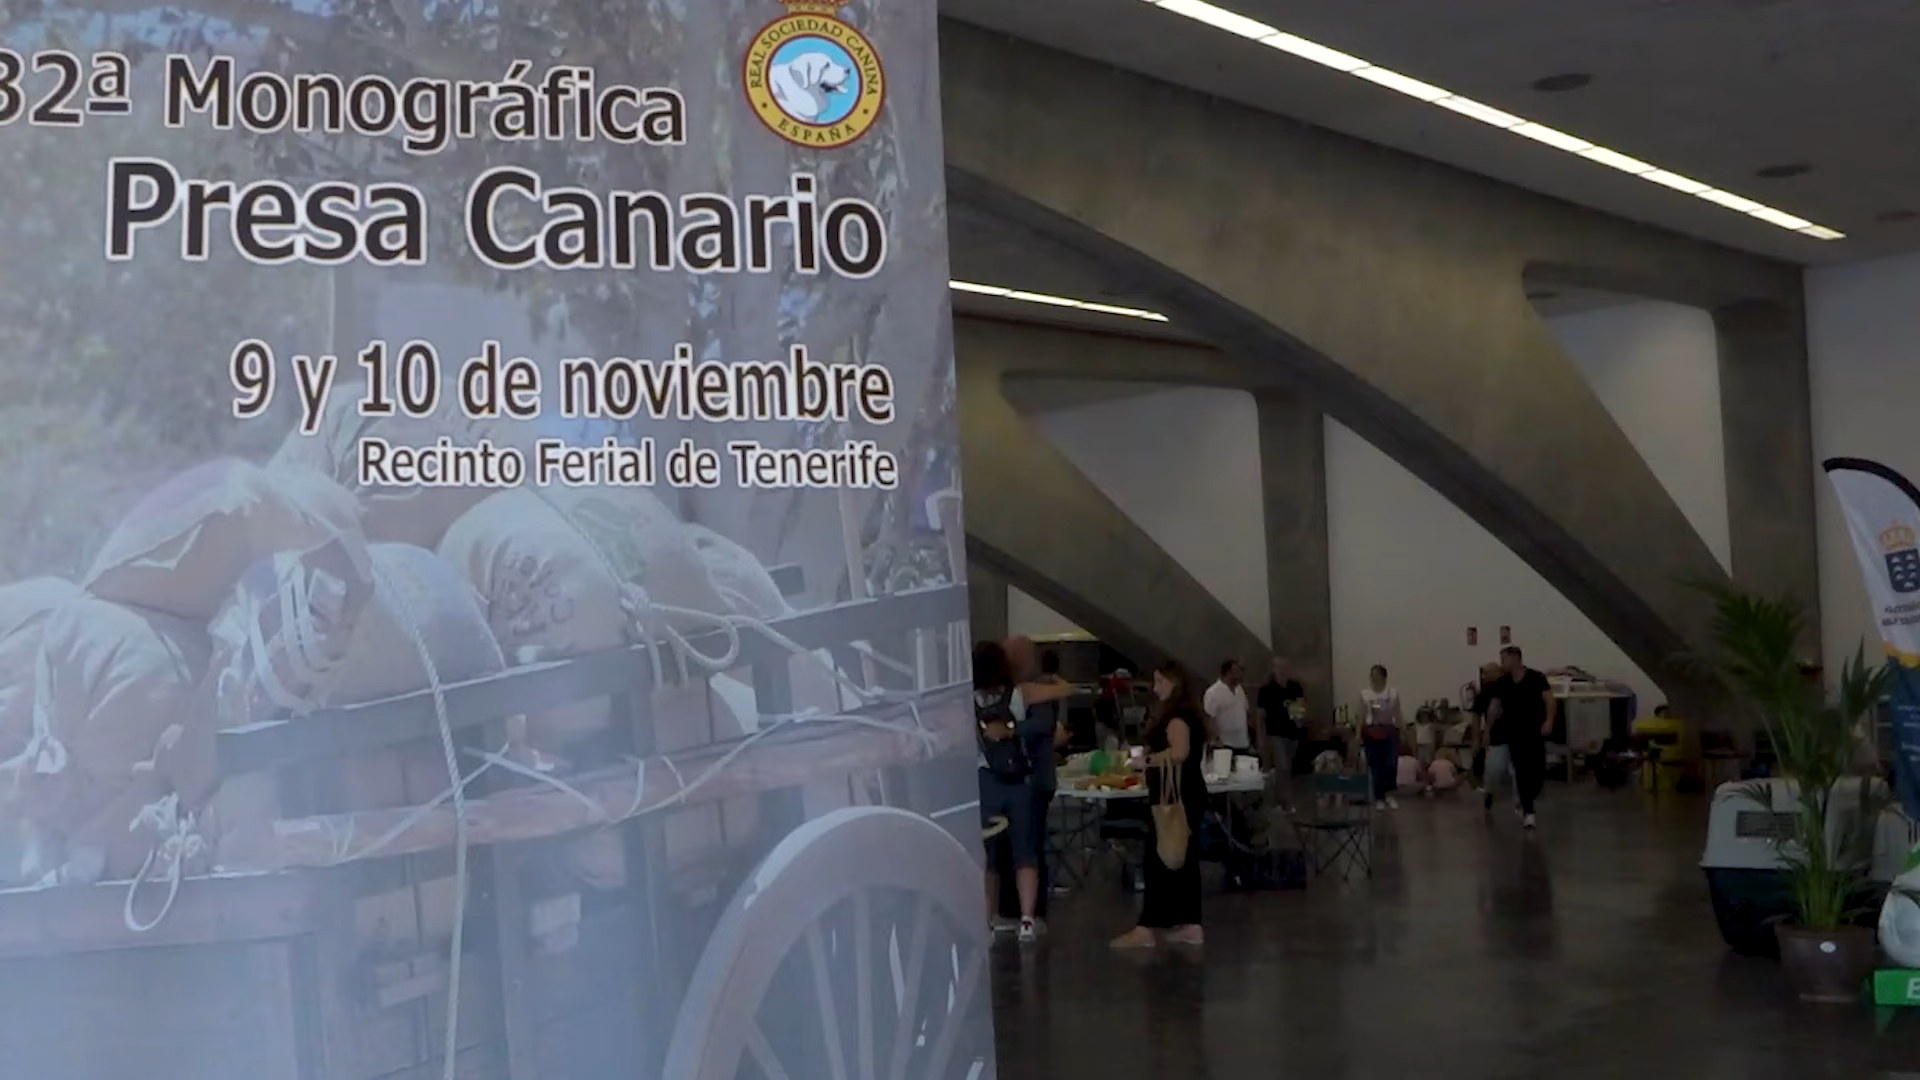 32ª Monográfica
Presa Canario
9 y 10 de noviembre
Recinto Ferial de Tenerife
REAL SOCIEDAD CANINA
ESPAÑA